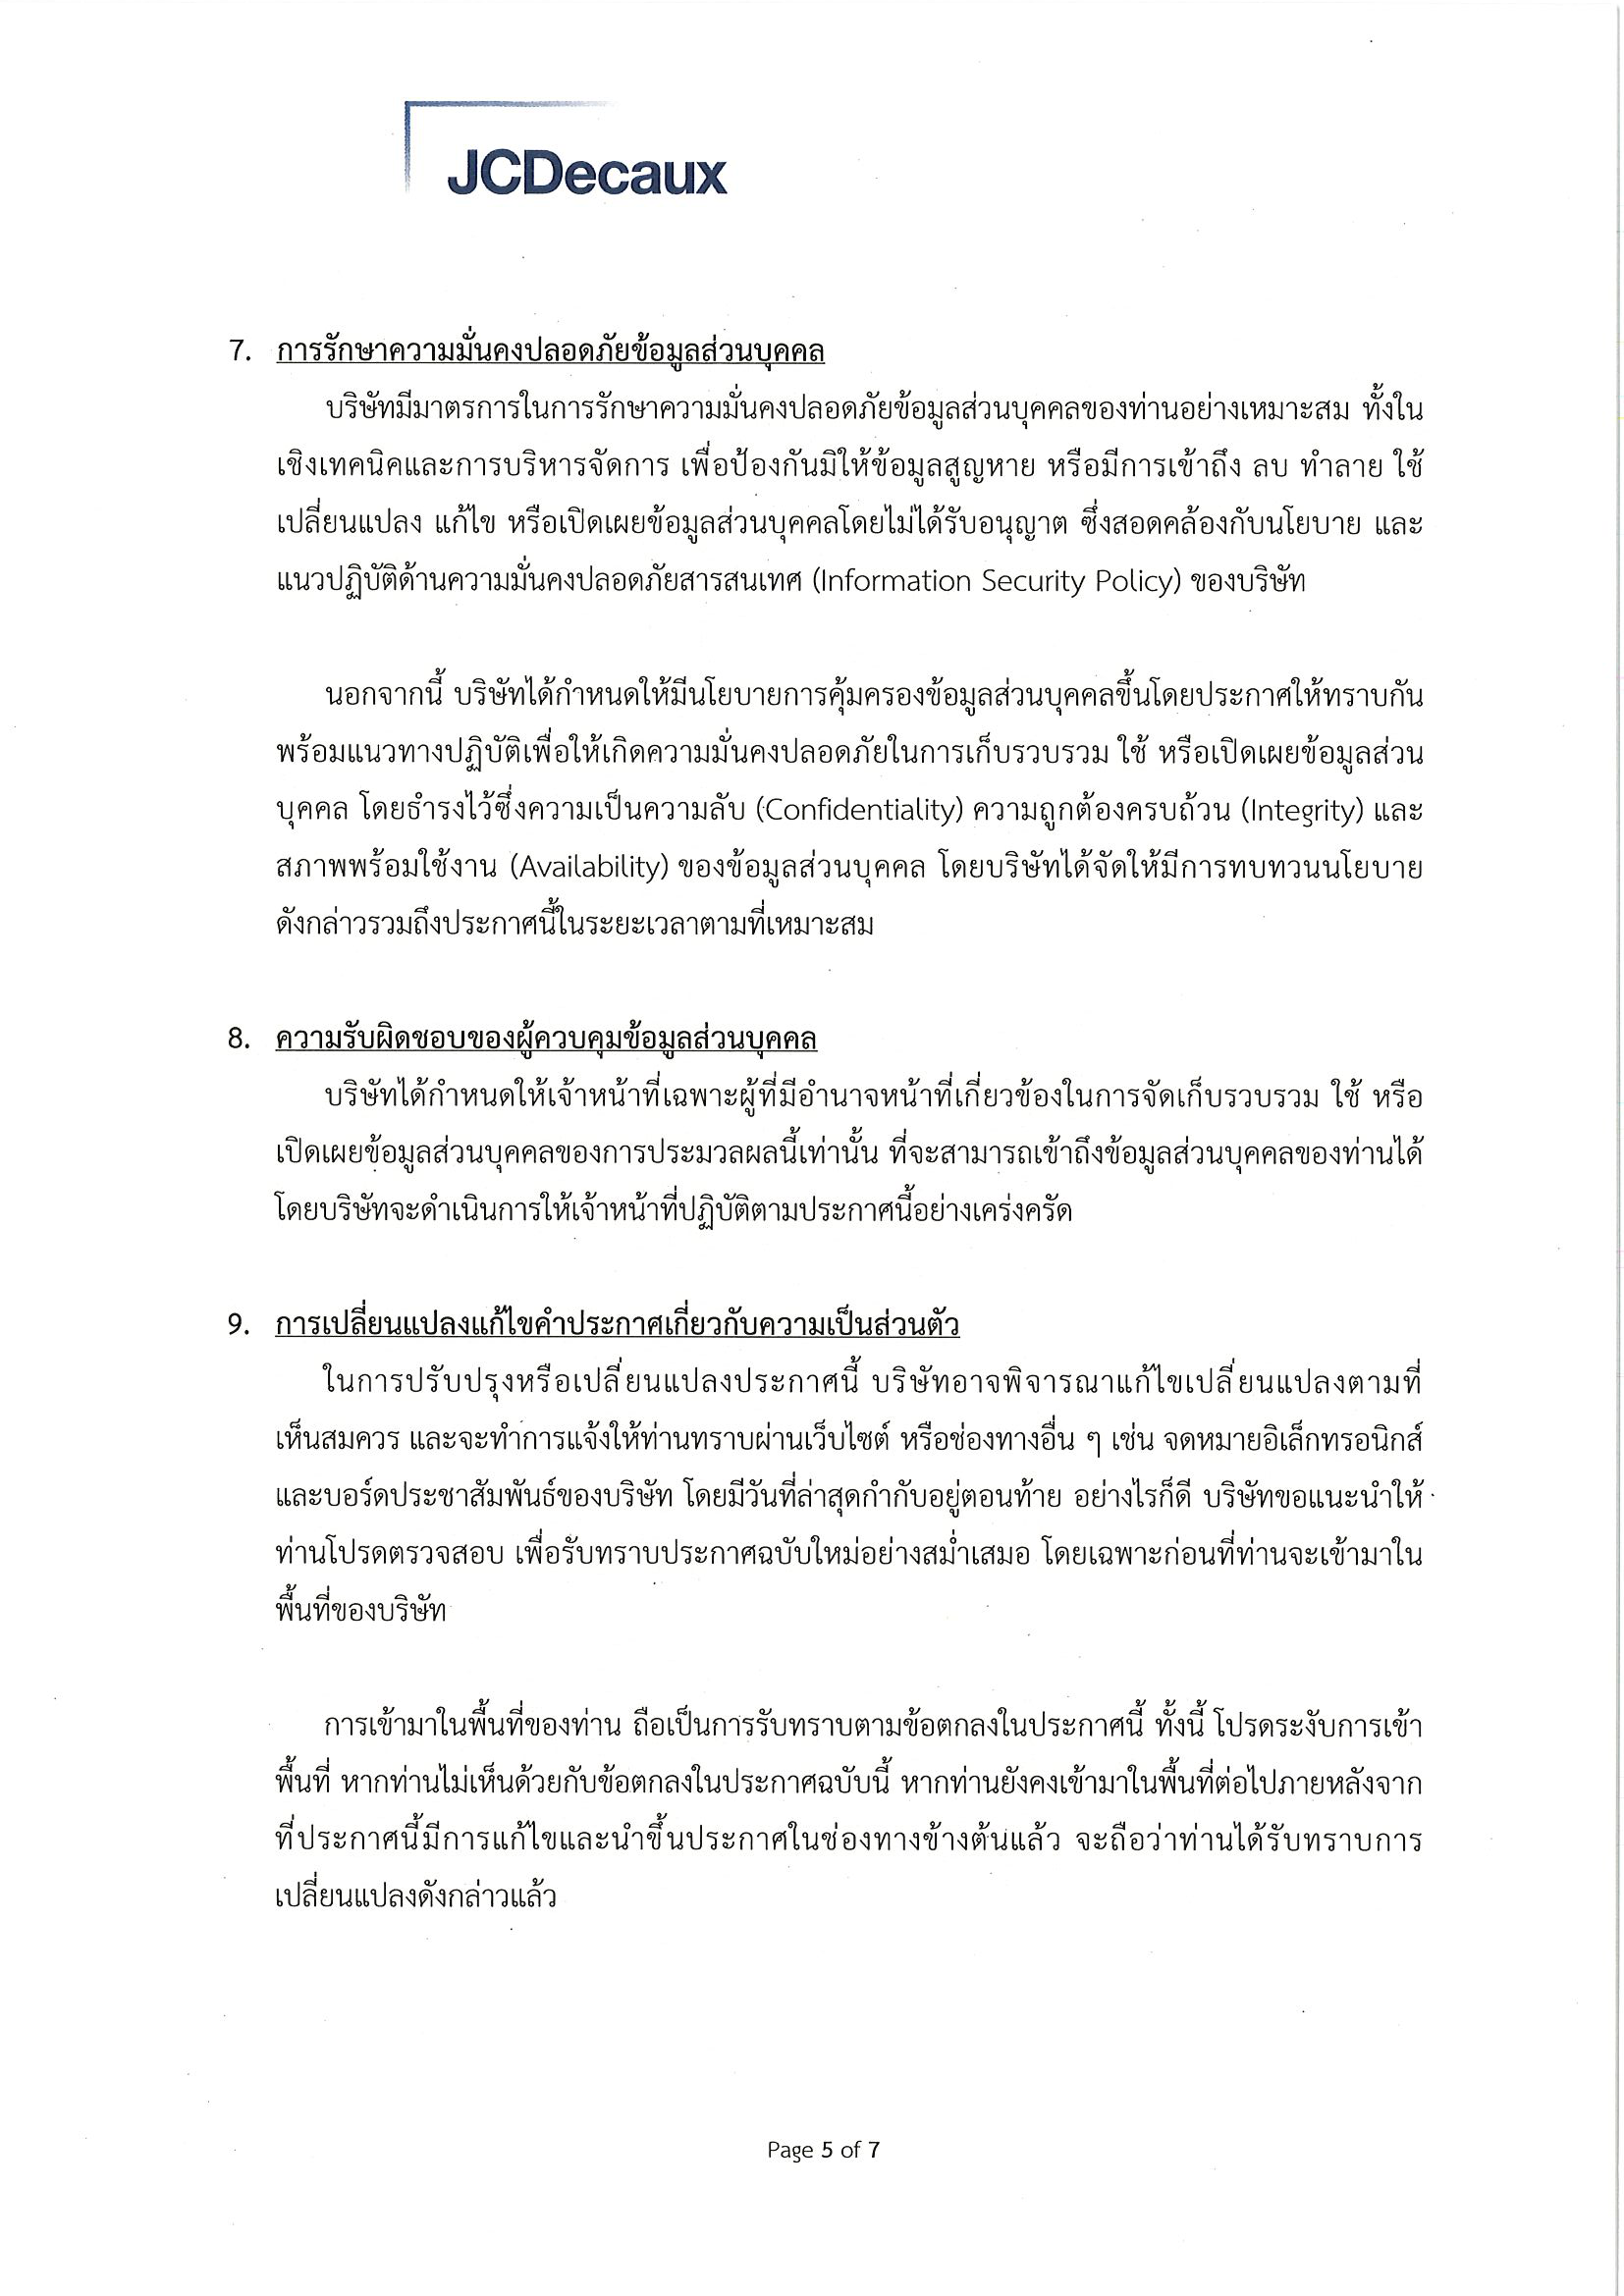 JCDecaux
7. การรักษาความมั่นคงปลอดภัยข้อมูลส่วนบุคคล
บริษัทมีมาตรการในการรักษาความมั่นคงปลอดภัยข้อมูลส่วนบุคคลของท่านอย่างเหมาะสม ทั้งใน
เชิงเทคนิคและการบริหารจัดการ เพื่อป้องกันมิให้ข้อมูลสูญหาย หรือมีการเข้าถึง ลบ ทำลาย ใช้
เปลี่ยนแปลง แก้ไข หรือเปิดเผยข้อมูลส่วนบุคคลโดยไม่ได้รับอนุญาต ซึ่งสอดคล้องกับนโยบาย และ
แนวปฏิบัติด้านความมั่นคงปลอดภัยสารสนเทศ (Information Security Policy) ของบริษัท
นอกจากนี้ บริษัทได้กำหนดให้มีนโยบายการคุ้มครองข้อมูลส่วนบุคคลขึ้นโดยประกาศให้ทราบกัน
พร้อมแนวทางปฏิบัติเพื่อให้เกิดความมั่นคงปลอดภัยในการเก็บรวบรวม ใช้ หรือเปิดเผยข้อมูลส่วน
บุคคล โดยธำรงไว้ซึ่งความเป็นความลับ (Confidentiality) ความถูกต้องครบถ้วน (Integrity) และ
สภาพพร้อมใช้งาน (Availability) ของข้อมูลส่วนบุคคล โดยบริษัทได้จัดให้มีการทบทวนนโยบาย
ดังกล่าวรวมถึงประกาศนี้ในระยะเวลาตามที่เหมาะสม
8. ความรับผิดชอบของผู้ควบคุมข้อมูลส่วนบุคคล
บริษัทได้กำหนดให้เจ้าหน้าที่เฉพาะผู้ที่มีอำนาจหน้าที่เกี่ยวข้องในการจัดเก็บรวบรวม ใช้ หรือ
เปิดเผยข้อมูลส่วนบุคคลของการประมวลผลนี้เท่านั้น ที่จะสามารถเข้าถึงข้อมูลส่วนบุคคลของท่านได้
โดยบริษัทจะดำเนินการให้เจ้าหน้าที่ปฏิบัติตามประกาศนี้อย่างเคร่งครัด
9. การเปลี่ยนแปลงแก้ไขคำประกาศเกี่ยวกับความเป็นส่วนตัว
ในการปรับปรุงหรือเปลี่ยนแปลงประกาศนี้ บริษัทอาจพิจารณาแก้ไขเปลี่ยนแปลงตามที่
เห็นสมควร และจะทำการแจ้งให้ท่านทราบผ่านเว็บไซต์ หรือช่องทางอื่น ๆ เช่น จดหมายอิเล็กทรอนิกส์
และบอร์ดประชาสัมพันธ์ของบริษัท โดยมีวันที่ล่าสุดกำกับอยู่ตอนท้าย อย่างไรก็ดี บริษัทขอแนะนำให้
ท่านโปรดตรวจสอบ เพื่อรับทราบประกาศฉบับใหม่อย่างสม่ำเสมอ โดยเฉพาะก่อนที่ท่านจะเข้ามาใน
พื้นที่ของบริษัท
การเข้ามาในพื้นที่ของท่าน ถือเป็นการรับทราบตามข้อตกลงในประกาศนี้ ทั้งนี้ โปรดระงับการเข้า
พื้นที่ หากท่านไม่เห็นด้วยกับข้อตกลงในประกาศฉบับนี้ หากท่านยังคงเข้ามาในพื้นที่ต่อไปภายหลังจาก
ที่ประกาศนี้มีการแก้ไขและนำขึ้นประกาศในช่องทางข้างต้นแล้ว จะถือว่าท่านได้รับทราบการ
เปลี่ยนแปลงดังกล่าวแล้ว
Page 5 of 7